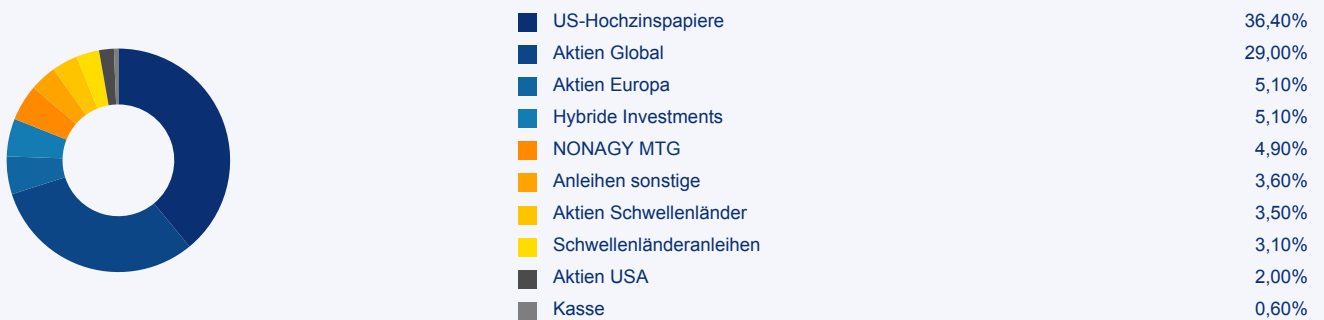 US-Hochzinspapiere 36,40%
Aktien Global 29,00%
Aktien Europa 5,10%
Hybride Investments 5,10%
NONAGY MTG 4,90%
Anleihen sonstige 3,60%
Aktien Schwellenländer 3,50%
Schwellenländeranleihen 3,10%
Aktien USA 2,00%
Kasse 0,60%